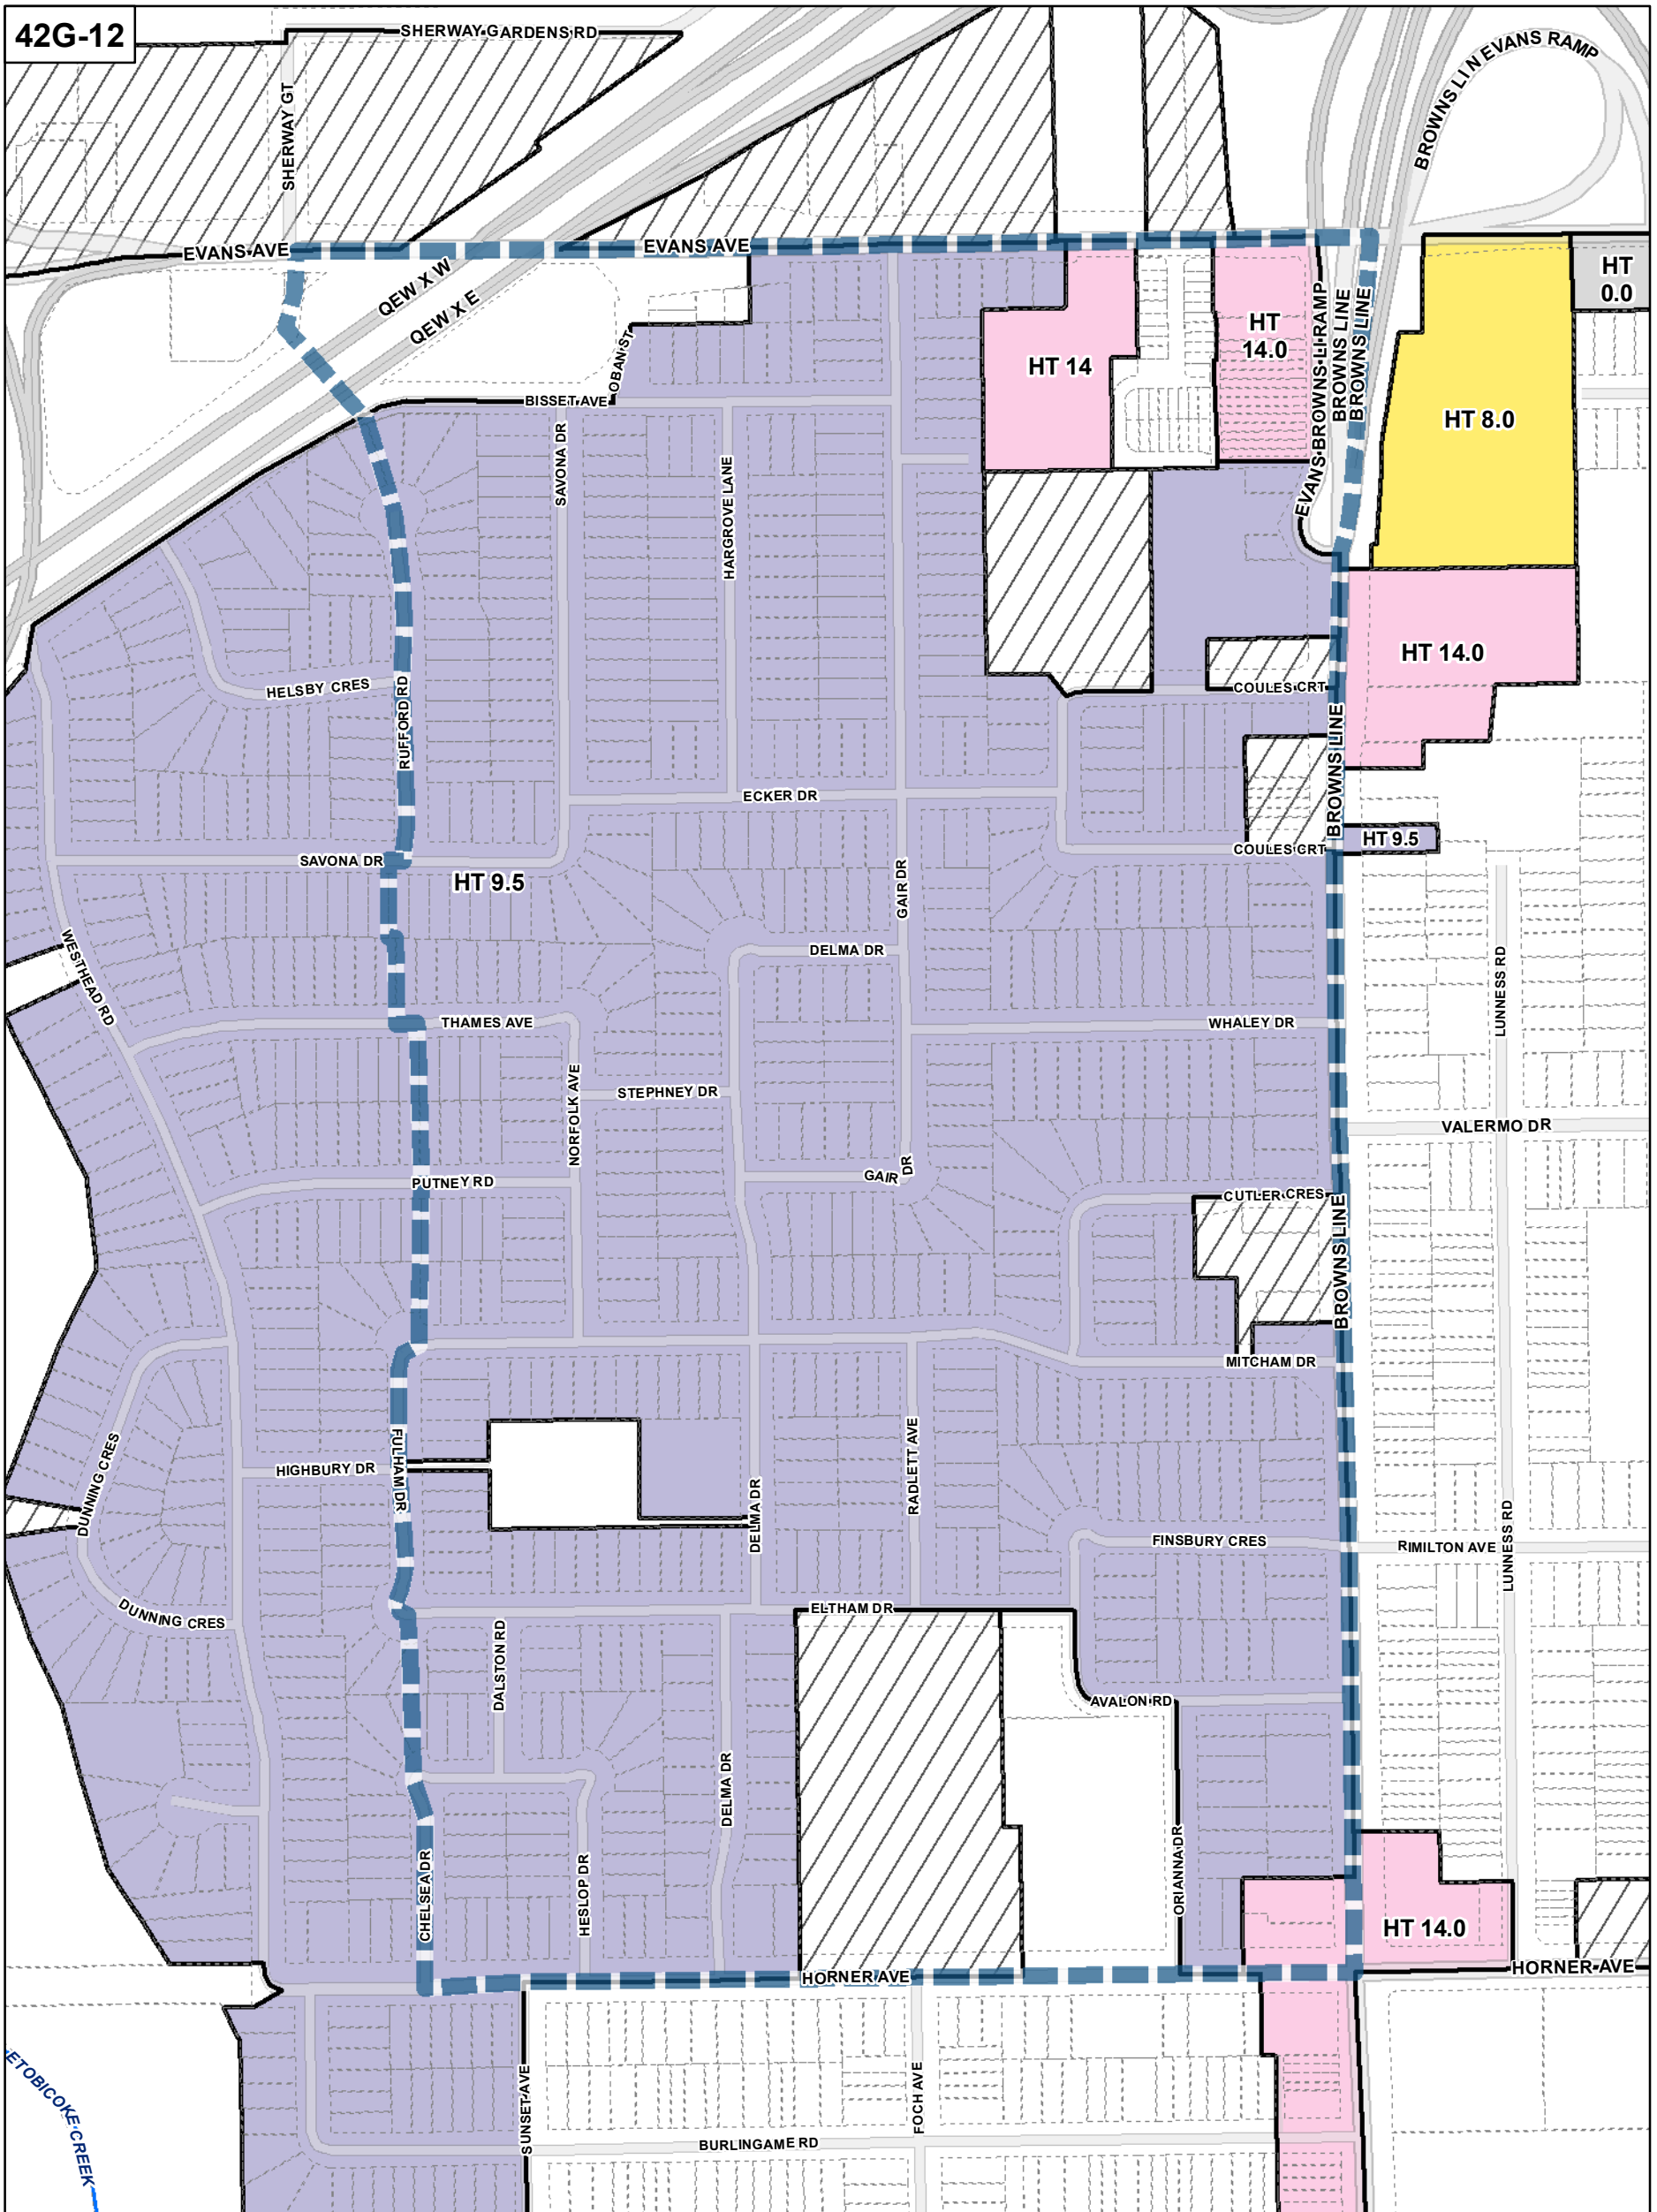 42G-12
SHERWAY GARDENS RD
BROWNS LIN EVANS RAMP
SHERWAY GT
EVANS AVE
EVANS AVE
QEW X W
QEW X E
HT
0.0
HT
14.0
HT 14
EVANS BROWNS LI RAMP
BROWNS LINE
BROWNS LINE
OBAN ST
BISSET AVE
HT 8.0
SAVONA DR
HARGROVE LANE
HT 14.0
HELSBY CRES
RUFFORD RD
COULES CRT
BROWNS LINE
ECKER DR
HT 9.5
COULES CRT
SAVONA DR
HT 9.5
GAIR DR
DELMA DR
WESTHEAD RD
LUNNESS RD
THAMES AVE
WHALEY DR
STEPHNEY DR
NORFOLK AVE
VALERMO DR
GAIR DR
PUTNEY RD
CUTLER CRES
BROWNS LINE
MITCHAM DR
DUNNING CRES
HIGHBURY DR
FULHAM DR
RADLETT AVE
DELMA DR
FINSBURY CRES
RIMILTON AVE
LUNNESS RD
DUNNING CRES
ELTHAM DR
DALSTON RD
AVALON RD
DELMA DR
CHELSEA DR
HESLOP DR
ORIANNA DR
HT 14.0
HORNER AVE
HORNER AVE
ETOBICOKE CREEK
SUNSET AVE
FOCH AVE
BURLINGAME RD